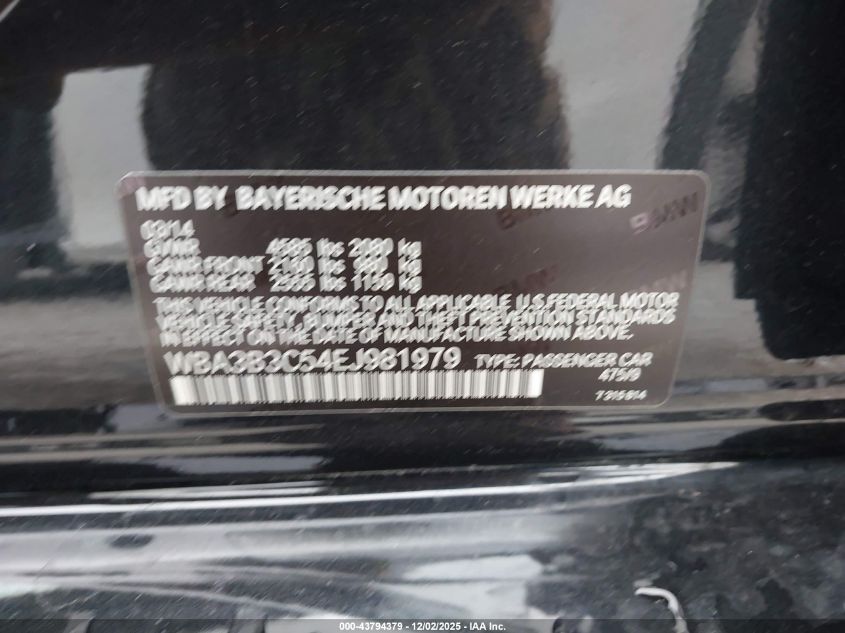 MFD BY BAYERISCHE MOTOREN WERKE AG
03/14
GVWR 4585 lbs 2080 kg
GAWR FRONT lbs kg
GAWR REAR lbs kg
THIS VEHICLE CONFORMS TO ALL APPLICABLE U.S. FEDERAL MOTOR
VEHICLE SAFETY, BUMPER AND THEFT PREVENTION STANDARDS
IN EFFECT ON THE DATE OF MANUFACTURE SHOWN ABOVE.
WBA3B3C54EJ981979 TYPE: PASSENGER CAR
475/9
000-43794379 - 12/02/2025 - IAA Inc.